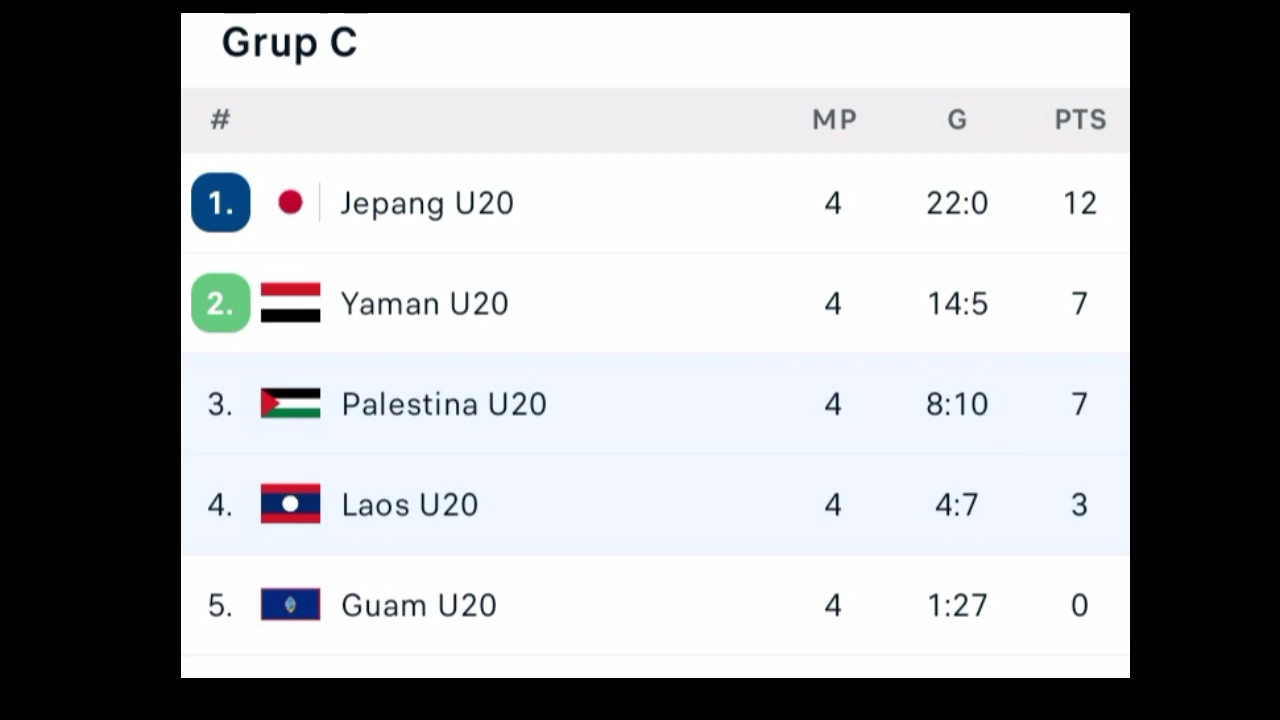 Grup C
# MP G PTS
1. Jepang U20 4 22:0 12
2. Yaman U20 4 14:5 7
3. Palestina U20 4 8:10 7
4. Laos U20 4 4:7 3
5. Guam U20 4 1:27 0